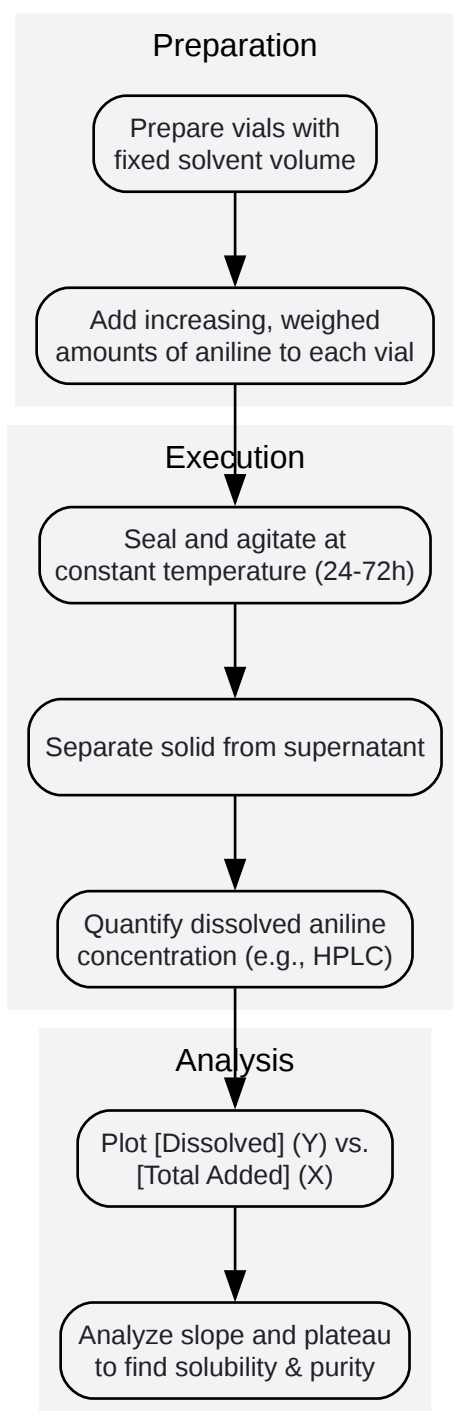 Preparation
Prepare vials with
fixed solvent volume
Add increasing, weighed
amounts of aniline to each vial
Execution
Seal and agitate at
constant temperature (24-72h)
Separate solid from supernatant
Quantify dissolved aniline
concentration (e.g., HPLC)
Analysis
Plot [Dissolved] (Y) vs.
[Total Added] (X)
Analyze slope and plateau
to find solubility & purity